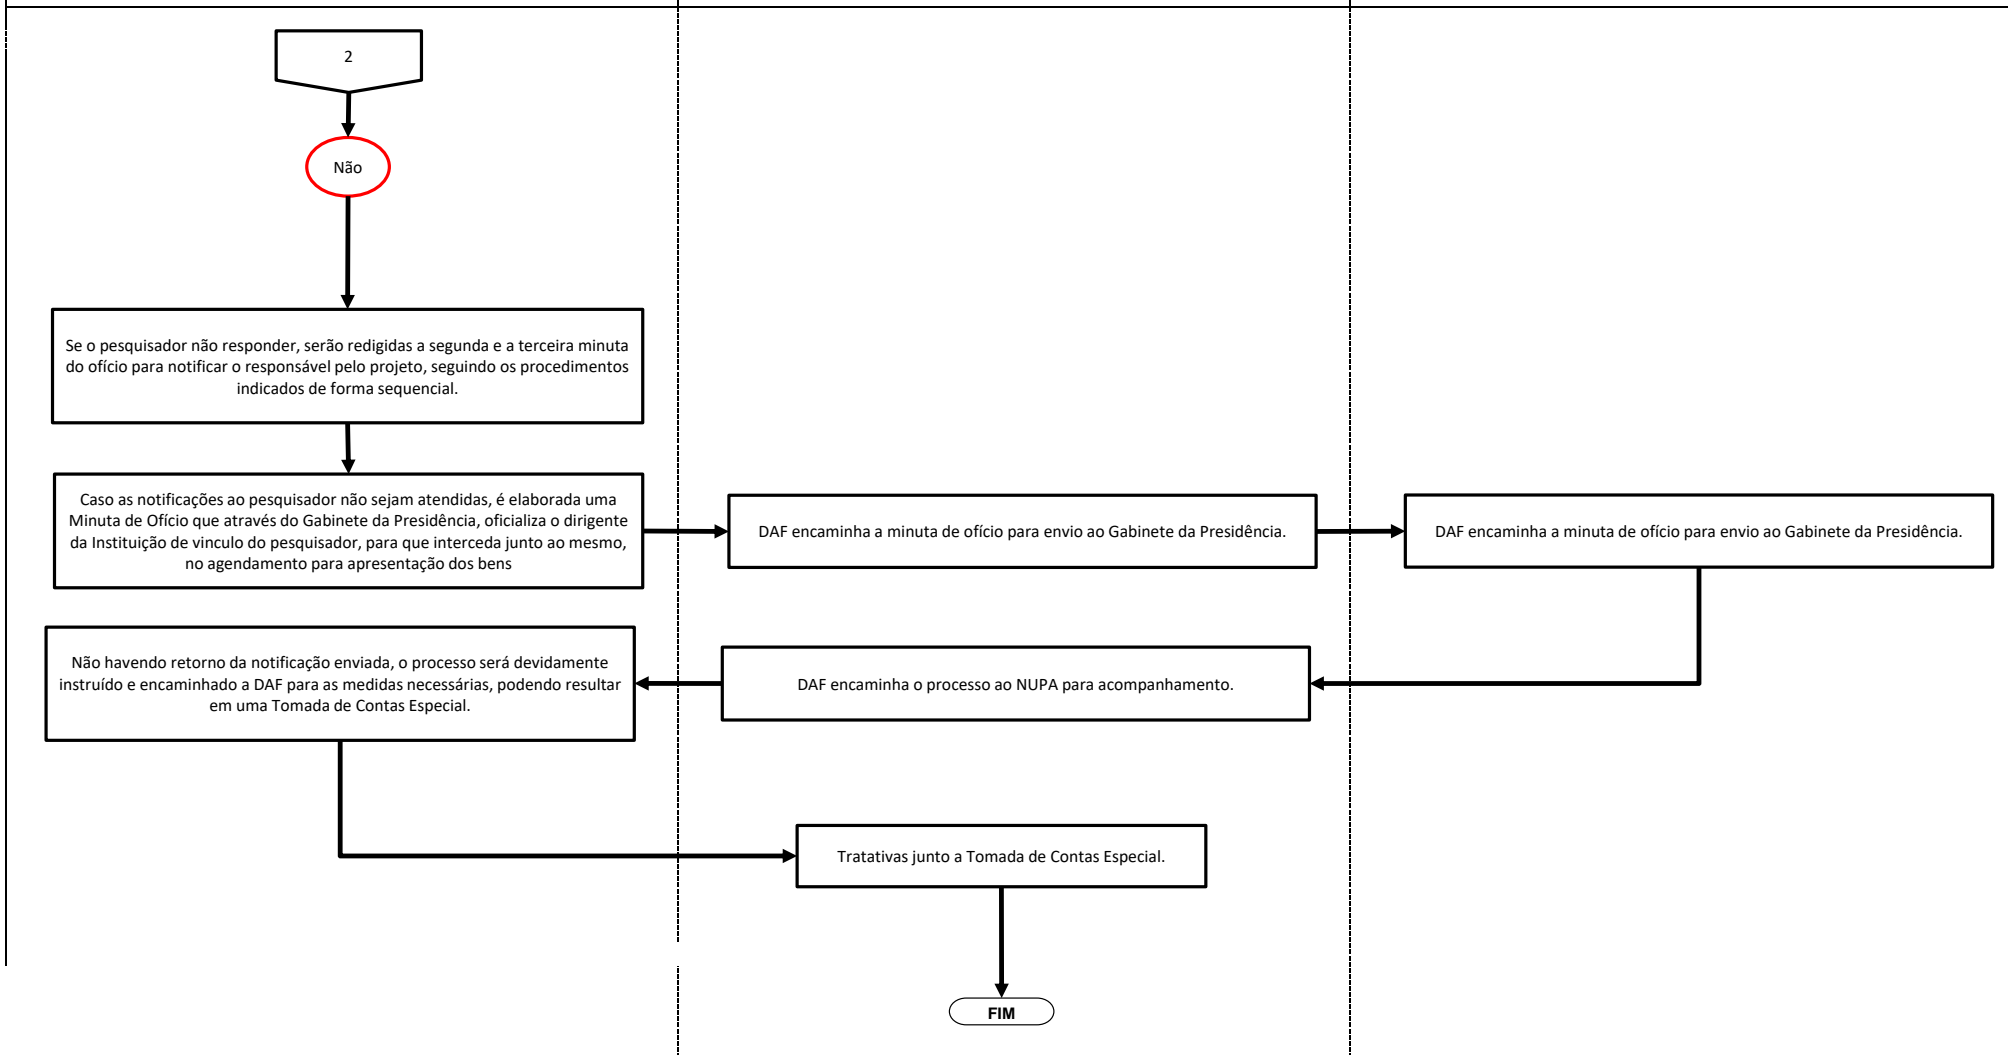 2
Não
Se o pesquisador não responder, serão redigidas a segunda e a terceira minuta
do ofício para notificar o responsável pelo projeto, seguindo os procedimentos
indicados de forma sequencial.
Caso as notificações ao pesquisador não sejam atendidas, é elaborada uma
Minuta de Ofício que através do Gabinete da Presidência, oficializa o dirigente
da Instituição de vinculo do pesquisador, para que interceda junto ao mesmo,
no agendamento para apresentação dos bens
DAF encaminha a minuta de ofício para envio ao Gabinete da Presidência.
DAF encaminha a minuta de ofício para envio ao Gabinete da Presidência.
DAF encaminha o processo ao NUPA para acompanhamento.
Não havendo retorno da notificação enviada, o processo será devidamente
instruído e encaminhado a DAF para as medidas necessárias, podendo resultar
em uma Tomada de Contas Especial.
Tratativas junto a Tomada de Contas Especial.
FIM